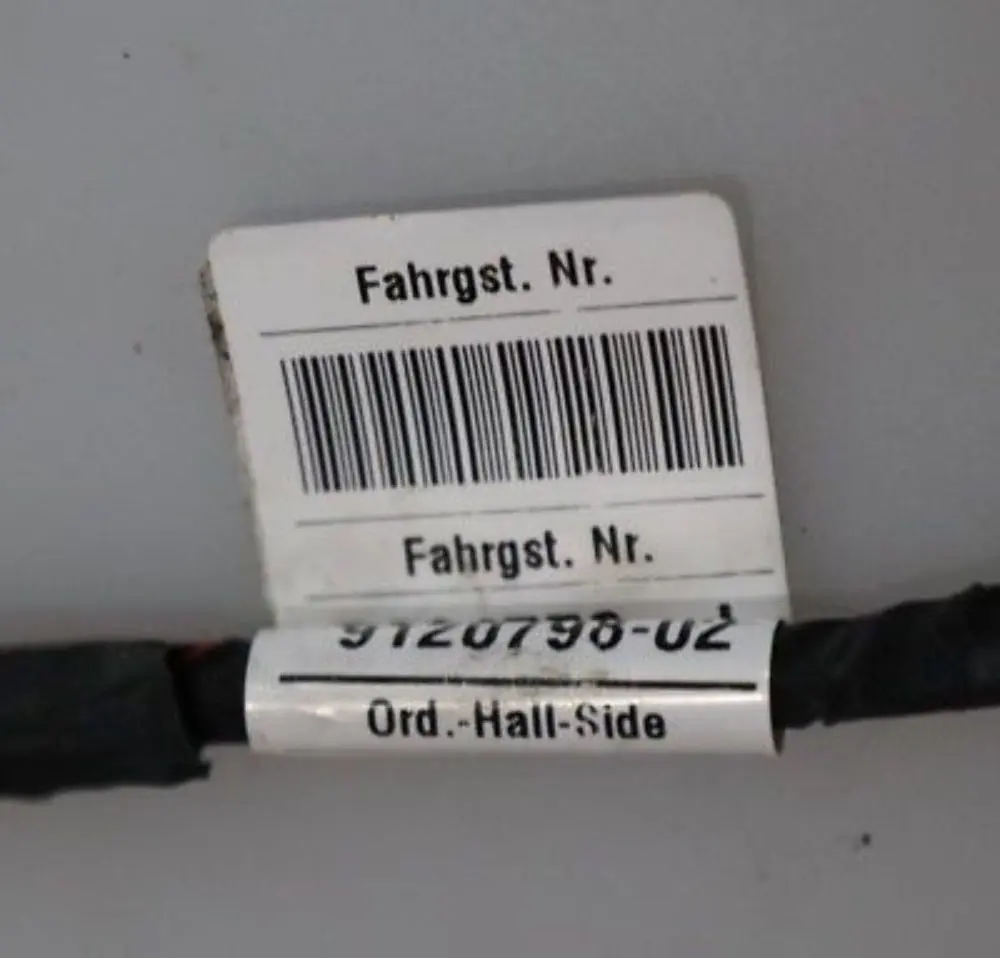 Fahrgst. Nr.
Fahrgst. Nr.
9120798-02
Ord.-Hall-Side